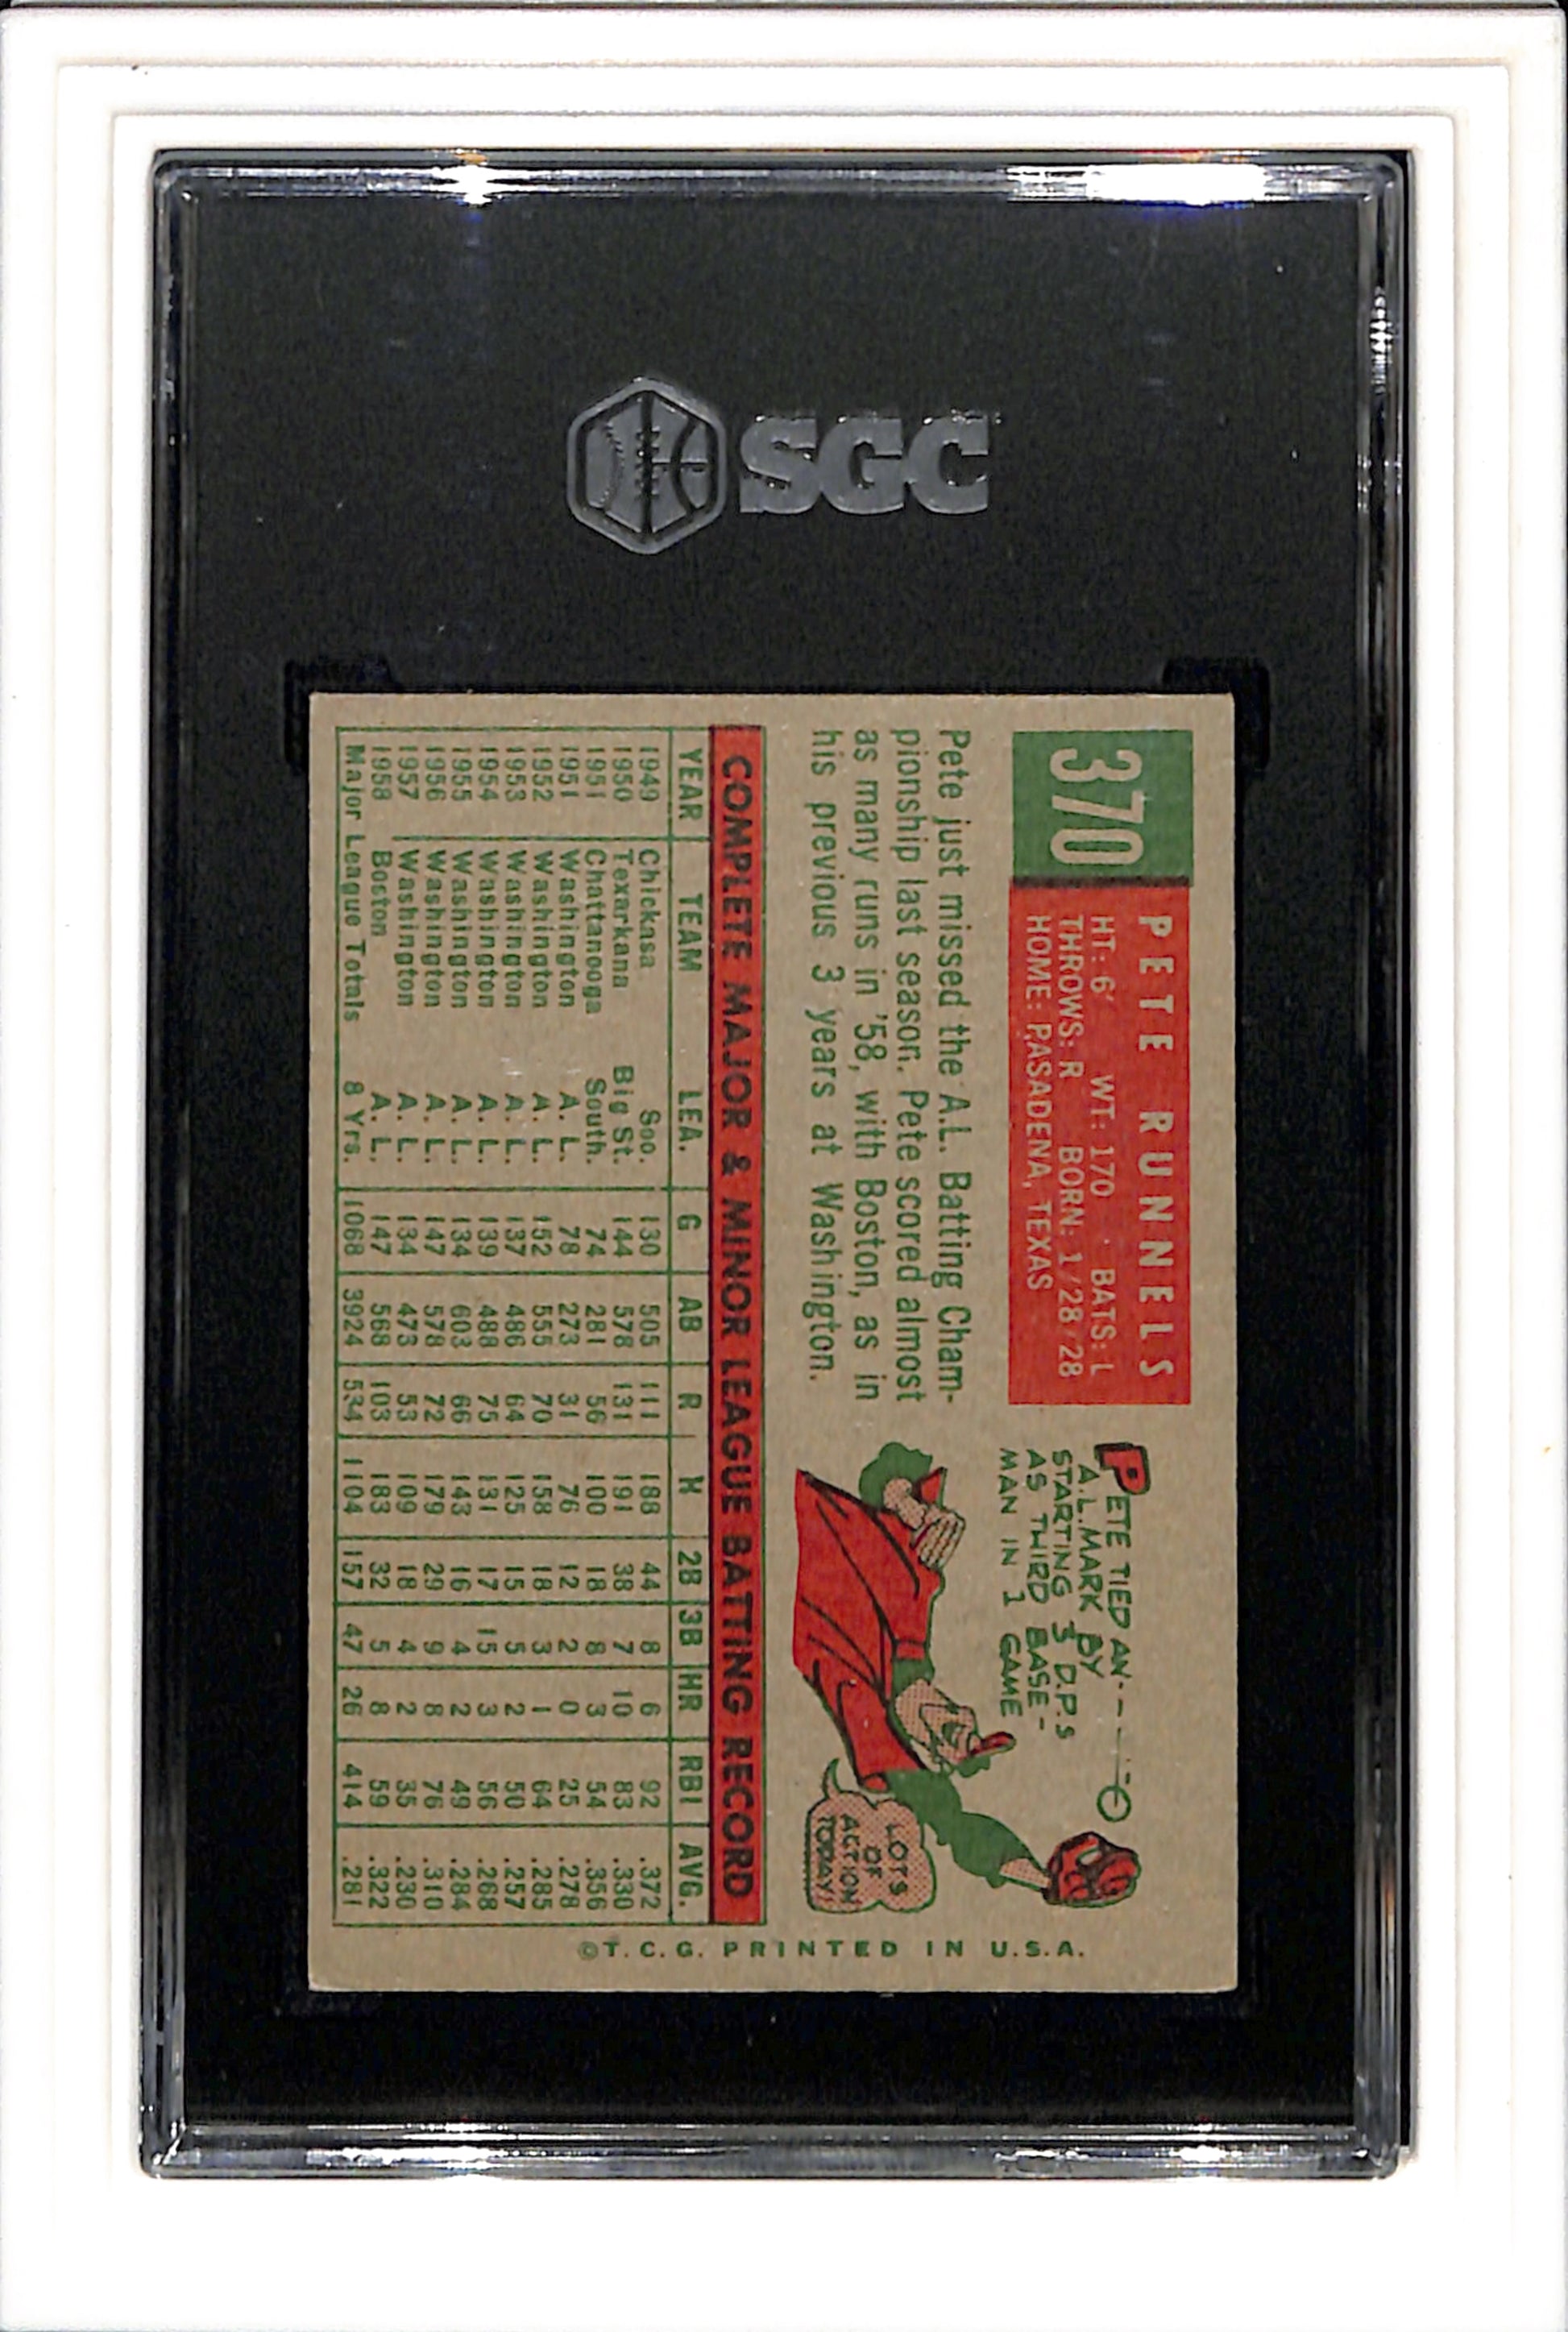 SGC
370
PETE RUNNELS
HT: 6' WT: 170 BATS: L
THROWS: R BORN: 1/28/28
HOME: PASADENA, TEXAS
Pete just missed the A.L. Batting Cham-
pionship last season. Pete scored almost
as many runs in '58, with Boston, as in
his previous 3 years at Washington.
PETE TIED AN
A.L. MARK BY
STARTING 3 D.P.S
AS THIRD BASE-
MAN IN 1 GAME
LOTS
OF
ACTION
TODAY!
COMPLETE MAJOR & MINOR LEAGUE BATTING RECORD
YEAR TEAM LEA. G AB R H 2B 3B HR RBI AVG.
1949 Chickasa Soo. 130 505 111 188 44 8 6 92 .372
1950 Texarkana Big St. 144 578 131 191 38 7 10 83 .330
1951 Chattanooga South. 74 281 56 100 18 8 3 54 .356
1951 Washington A. L. 78 273 31 76 12 2 0 25 .278
1952 Washington A. L. 152 555 70 158 18 3 1 64 .285
1953 Washington A. L. 137 486 64 125 15 5 2 50 .257
1954 Washington A. L. 139 488 75 131 17 15 3 56 .268
1955 Washington A. L. 134 603 66 143 16 4 2 49 .284
1956 Washington A. L. 147 578 72 179 29 9 8 76 .310
1957 Washington A. L. 134 473 53 109 18 4 2 35 .230
1958 Boston A. L. 147 568 103 183 32 5 8 59 .322
Major League Totals 8 Yrs. 1068 3924 534 1104 157 47 26 414 .281
©T.C.G. PRINTED IN U.S.A.